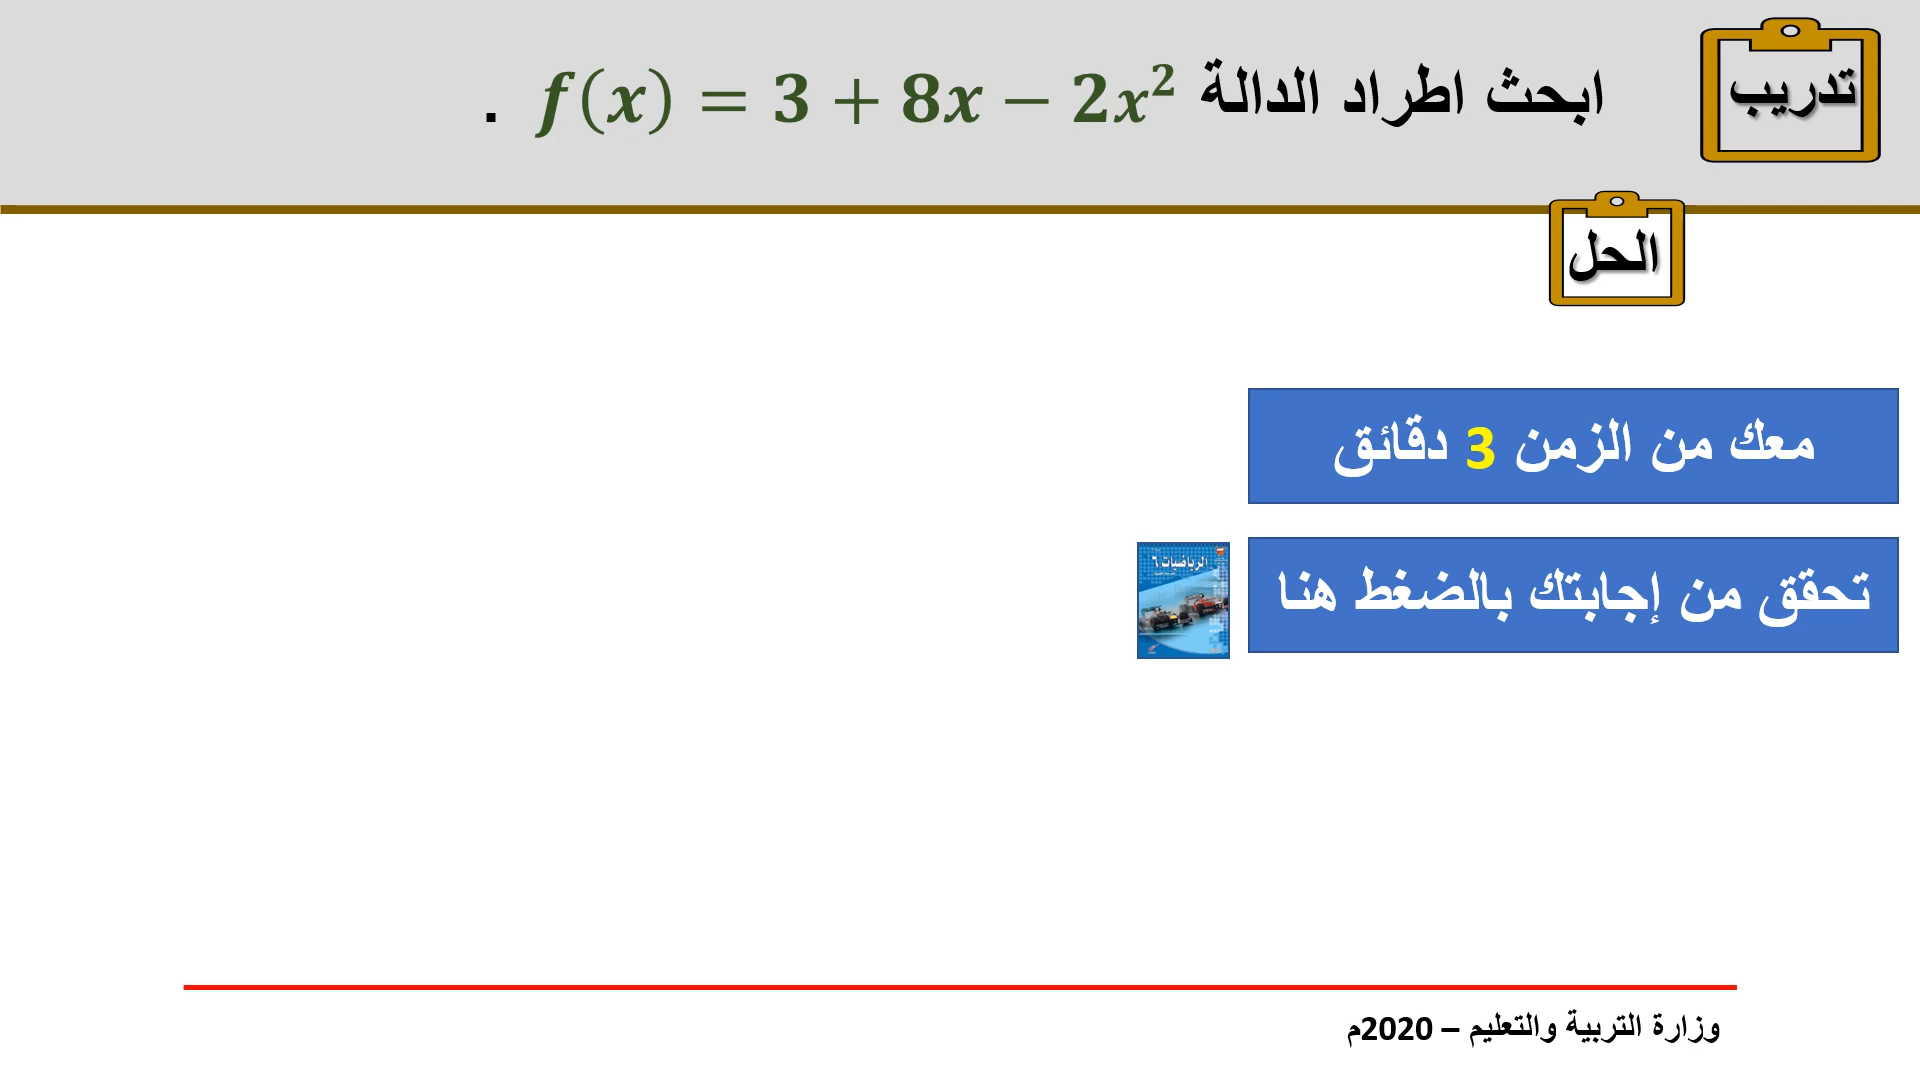 تدريب
ابحث اطراد الدالة f(x) = 3 + 8x − 2x² .
الحل
معك من الزمن 3 دقائق
تحقق من إجابتك بالضغط هنا
الرياضيات ٦
وزارة التربية والتعليم – 2020م